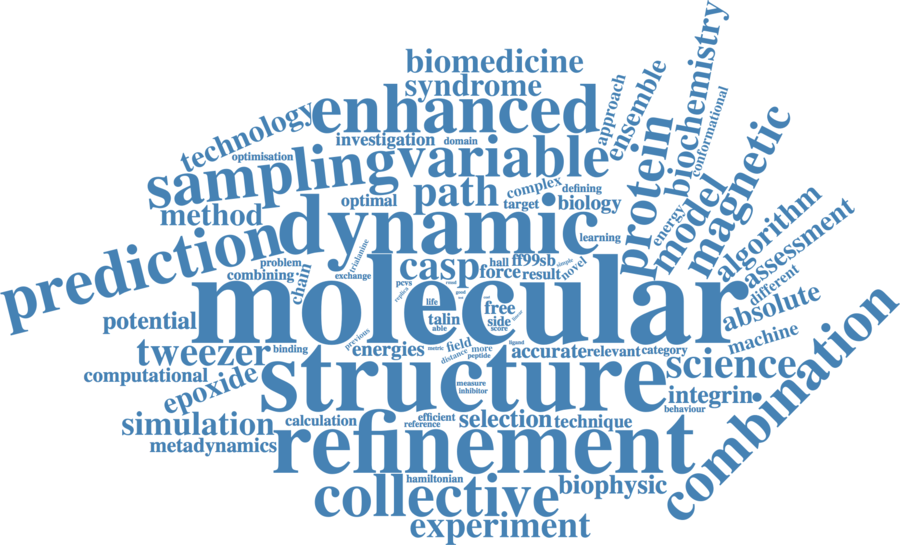 biomedicine
syndrome
enhanced
technology
investigation
domain
approach
ensemble
biochemistry
conformational
optimisation
sampling
variable
protein
magnetic
model
energy
method
optimal
path
complex
defining
target
biology
prediction
dynamic
learning
algorithm
assessment
different
absolute
problem
combining
chain
trialanine
exchange
casp
pcvs
replica
hall
ff99sb
simple
force
result
novel
molecular
life
talin
able
free
side
score
potential
tweezer
binding
previous
energies
metric
field
distance
more
peptide
ligand
accurate
relevant
category
machine
science
combination
computational
epoxide
structure
measure
inhibitor
integrin
behaviour
simulation
calculation
efficient
reference
selection
technique
metadynamics
refinement
hamiltonian
collective
biophysic
experiment